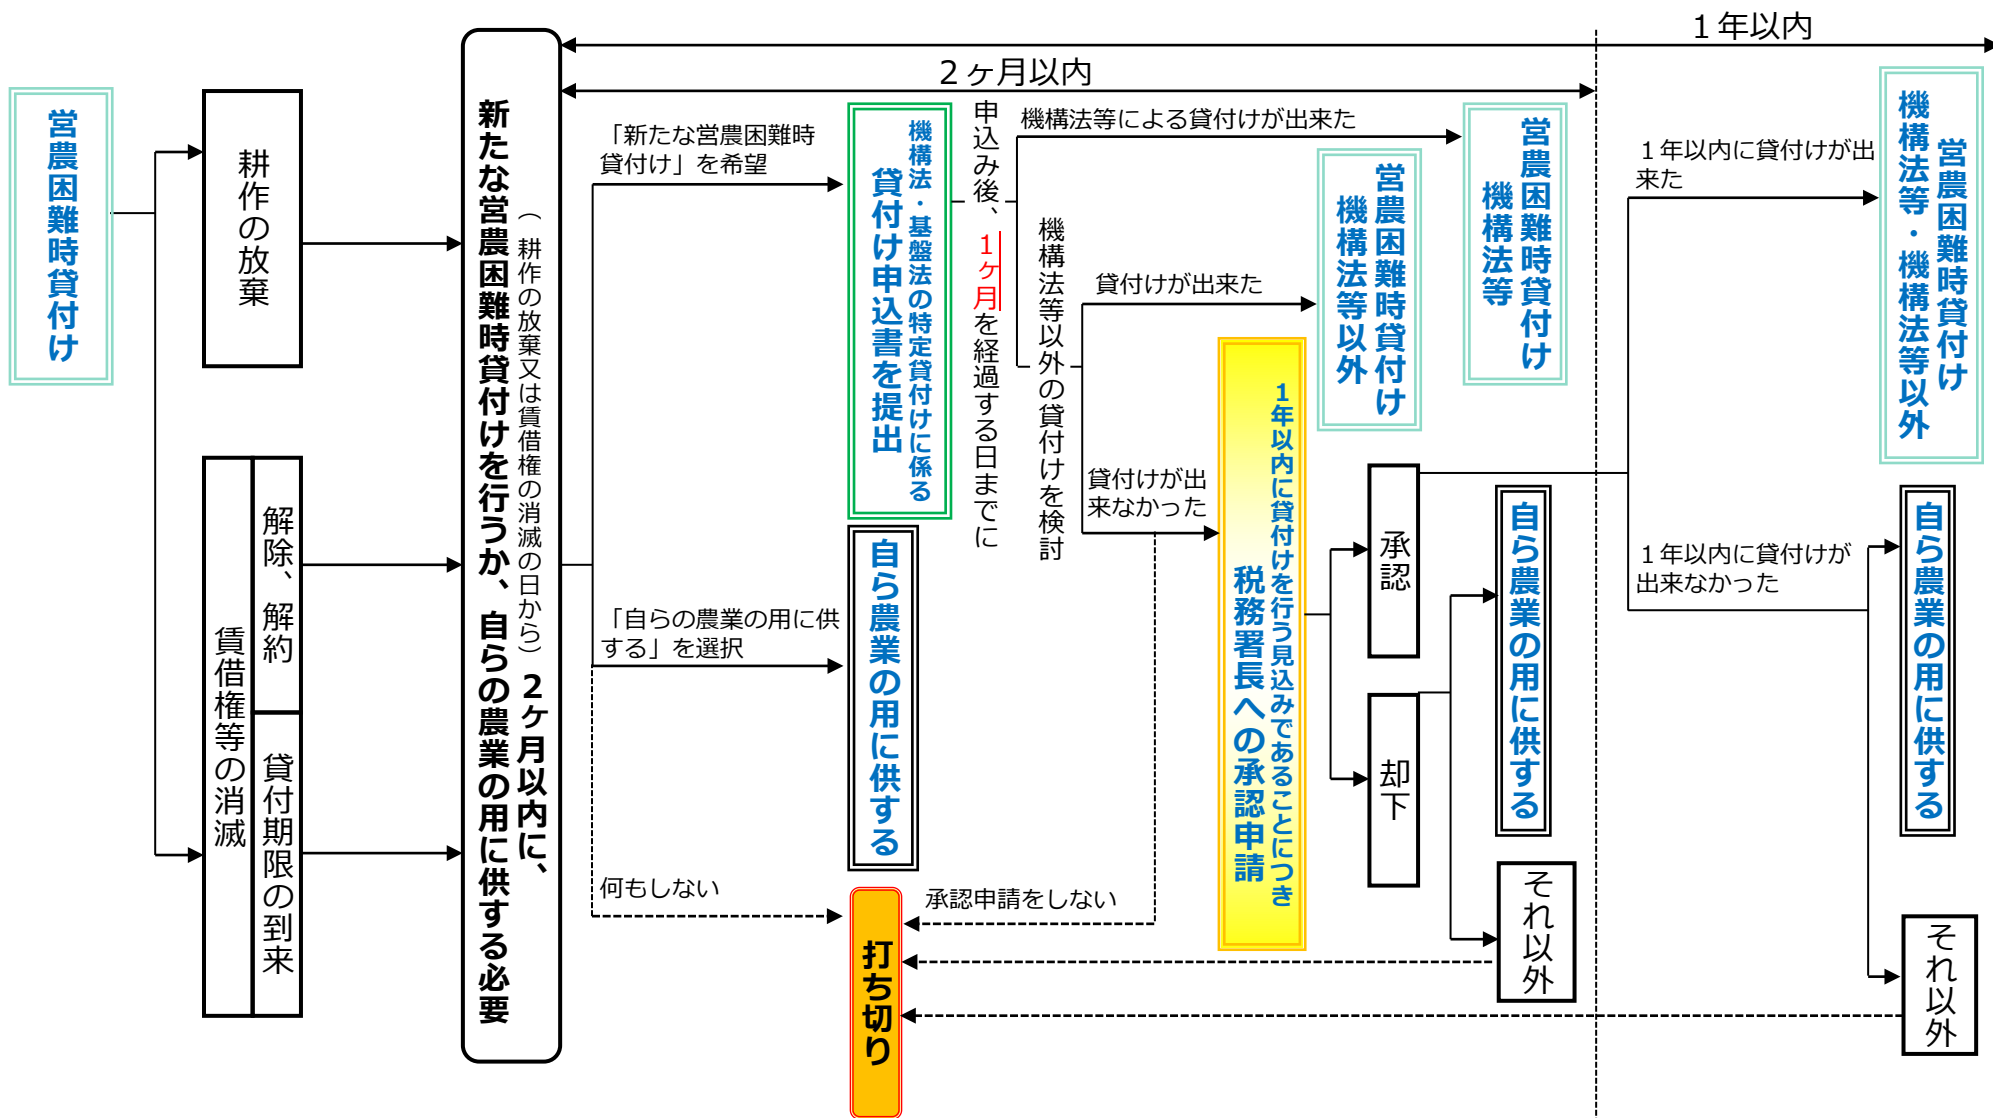 １年以内
２ヶ月以内
営農困難時貸付け
耕作の放棄
賃借権等の消滅
解除、解約
貸付期限の到来
（耕作の放棄又は賃借権の消滅の日から）２ヶ月以内に、
新たな営農困難時貸付けを行うか、自らの農業の用に供する必要
「新たな営農困難時
貸付け」を希望
「自らの農業の用に供
する」を選択
何もしない
機構法・基盤法の特定貸付けに係る
貸付け申込書を提出
自ら農業の用に供する
打ち切り
申込み後、１ヶ月を経過する日までに
機構法等による貸付けが出来た
機構法等以外の貸付けを検討
貸付けが出来た
貸付けが出
来なかった
承認申請をしない
１年以内に貸付けを行う見込みであることにつき
税務署長への承認申請
営農困難時貸付け
機構法等以外
営農困難時貸付け
機構法等
承認
却下
自ら農業の用に供する
それ以外
１年以内に貸付けが出
来た
１年以内に貸付けが
出来なかった
営農困難時貸付け
機構法等・機構法等以外
自ら農業の用に供する
それ以外